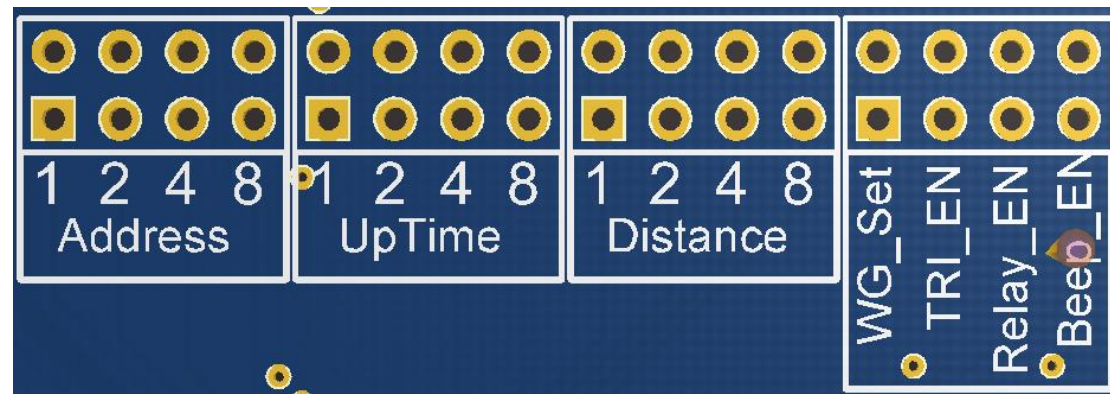 1 2 4 8
Address
1 2 4 8
UpTime
1 2 4 8
Distance
WG_Set
TRI_EN
Relay_EN
Beep_EN